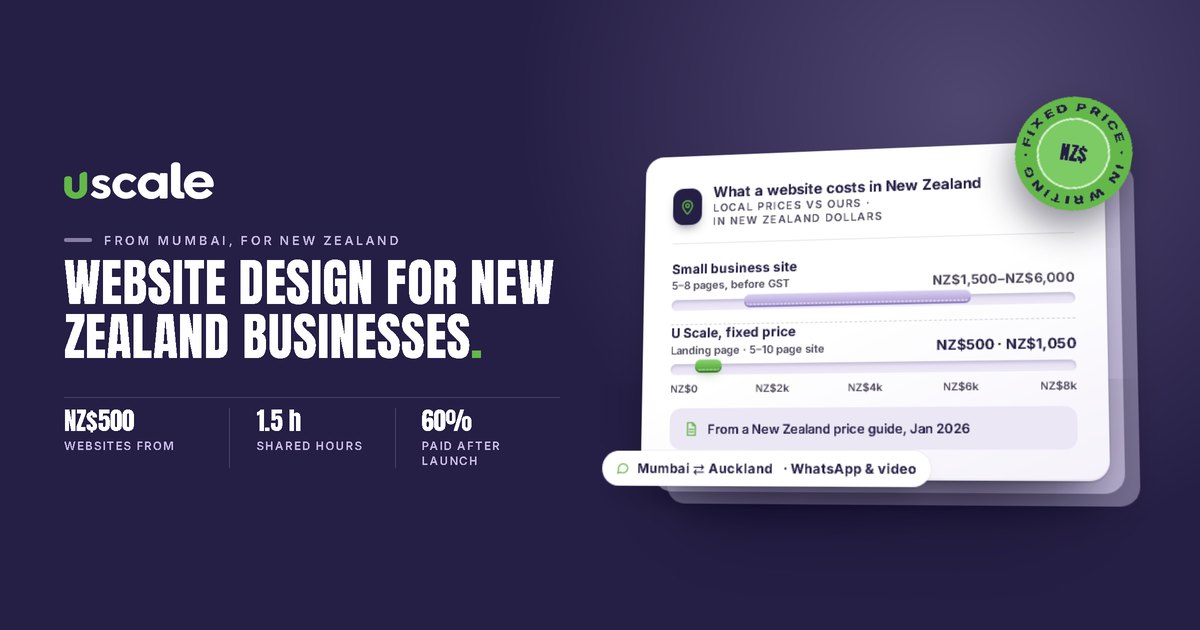 uscale
FROM MUMBAI, FOR NEW ZEALAND
WEBSITE DESIGN FOR NEW
ZEALAND BUSINESSES.
NZ$500
WEBSITES FROM
1.5 h
SHARED HOURS
60%
PAID AFTER
LAUNCH
FIXED PRICE · IN WRITING ·
NZ$
What a website costs in New Zealand
LOCAL PRICES VS OURS ·
IN NEW ZEALAND DOLLARS
Small business site
5–8 pages, before GST
NZ$1,500–NZ$6,000
U Scale, fixed price
Landing page · 5–10 page site
NZ$500 · NZ$1,050
NZ$0 NZ$2k NZ$4k NZ$6k NZ$8k
From a New Zealand price guide, Jan 2026
Mumbai ⇄ Auckland · WhatsApp & video